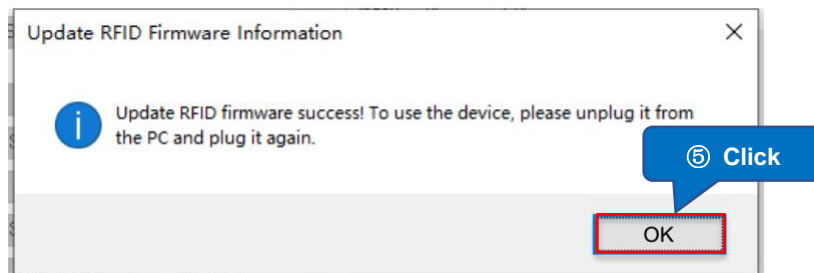 Update RFID Firmware Information
Update RFID firmware success! To use the device, please unplug it from
the PC and plug it again.
⑤ Click
OK